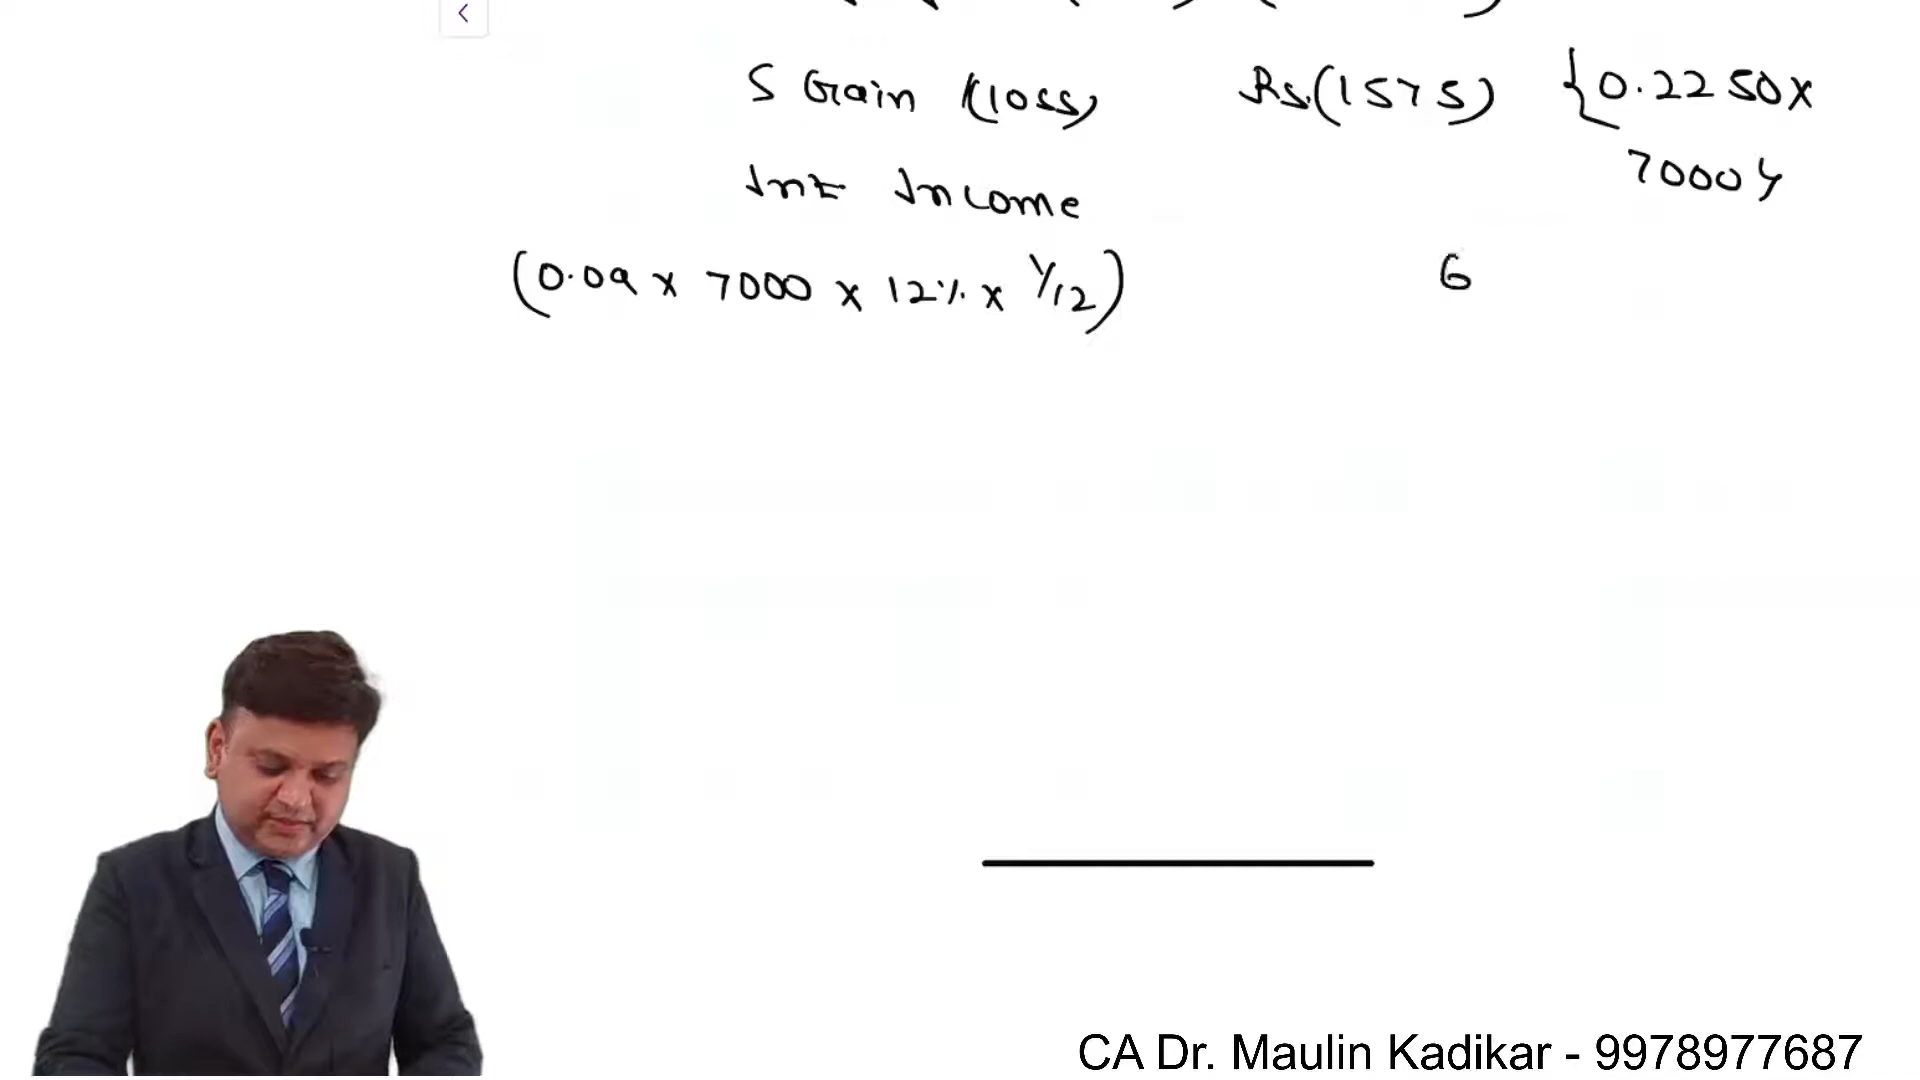 $ Gain (loss) Rs.(1575) {0.2250x
7000}
Int Income
(0.09 x 7000 x 12% x 1/12) 6
CA Dr. Maulin Kadikar - 9978977687